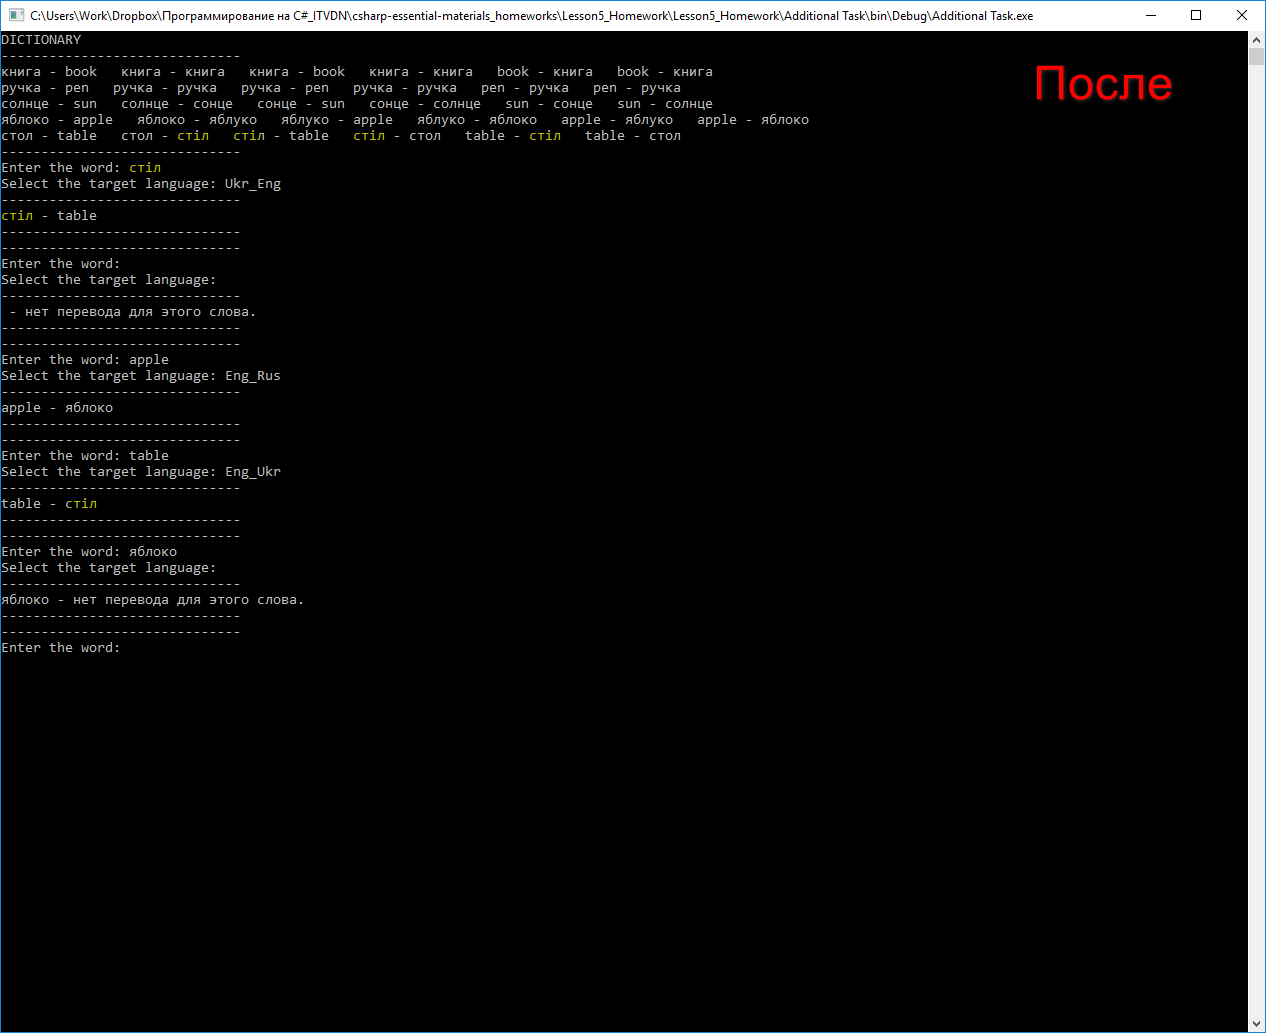 C:\Users\Work\Dropbox\Программирование на C#_ITVDN\csharp-essential-materials_homeworks\Lesson5_Homework\Lesson5_Homework\Additional Task\bin\Debug\Additional Task.exe
После
DICTIONARY
------------------------------
книга - book   книга - книга   книга - book   книга - книга   book - книга   book - книга
ручка - pen   ручка - ручка   ручка - pen   ручка - ручка   pen - ручка   pen - ручка
солнце - sun   солнце - сонце   сонце - sun   сонце - солнце   sun - сонце   sun - солнце
яблоко - apple   яблоко - яблуко   яблуко - apple   яблуко - яблоко   apple - яблуко   apple - яблоко
стол - table   стол - стіл   стіл - table   стіл - стол   table - стіл   table - стол
------------------------------
Enter the word: стіл
Select the target language: Ukr_Eng
------------------------------
стіл - table
------------------------------
------------------------------
Enter the word:
Select the target language:
------------------------------
 - нет перевода для этого слова.
------------------------------
------------------------------
Enter the word: apple
Select the target language: Eng_Rus
------------------------------
apple - яблоко
------------------------------
------------------------------
Enter the word: table
Select the target language: Eng_Ukr
------------------------------
table - стіл
------------------------------
------------------------------
Enter the word: яблоко
Select the target language:
------------------------------
яблоко - нет перевода для этого слова.
------------------------------
------------------------------
Enter the word: